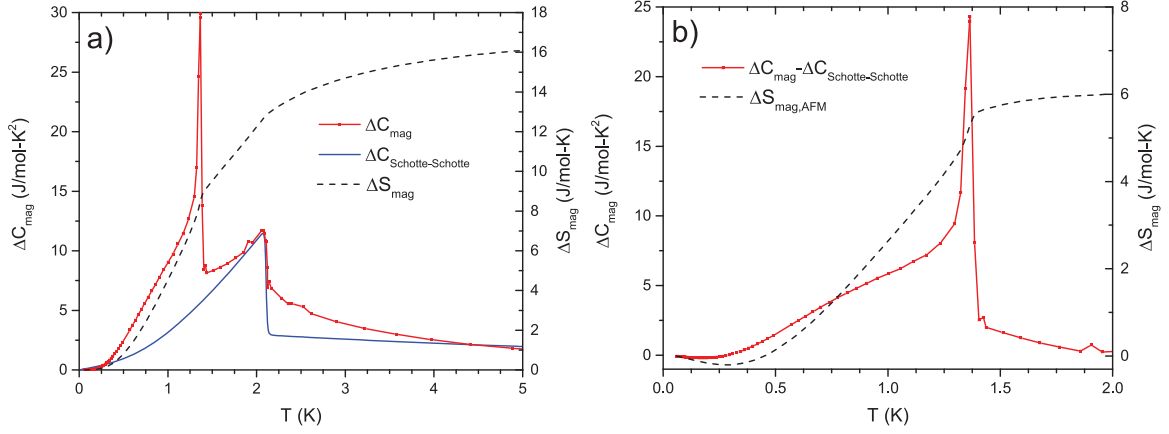 a)
30
25
20
15
10
5
0
ΔC_mag (J/mol-K²)
0 1 2 3 4 5
T (K)
18
16
14
12
10
8
6
4
2
0
ΔS_mag (J/mol-K)
ΔC_mag
ΔC_Schotte-Schotte
ΔS_mag
b)
25
20
15
10
5
0
ΔC_mag (J/mol-K²)
0.0 0.5 1.0 1.5 2.0
T (K)
8
6
4
2
0
ΔS_mag (J/mol-K)
ΔC_mag-ΔC_Schotte-Schotte
ΔS_mag,AFM